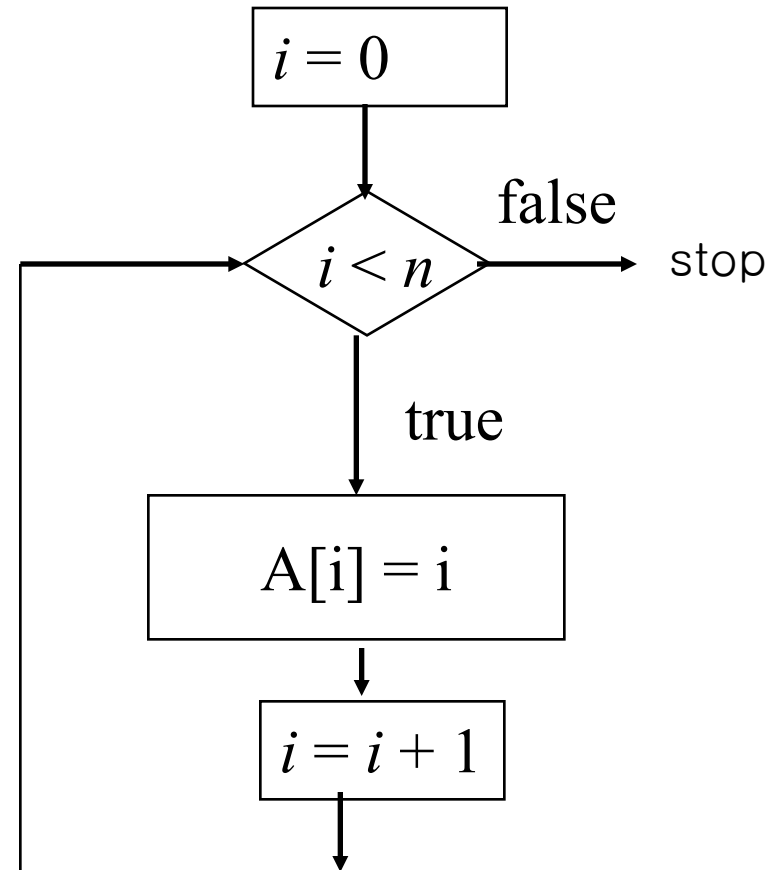 i = 0
false
i < n
stop
true
A[i] = i
i = i + 1